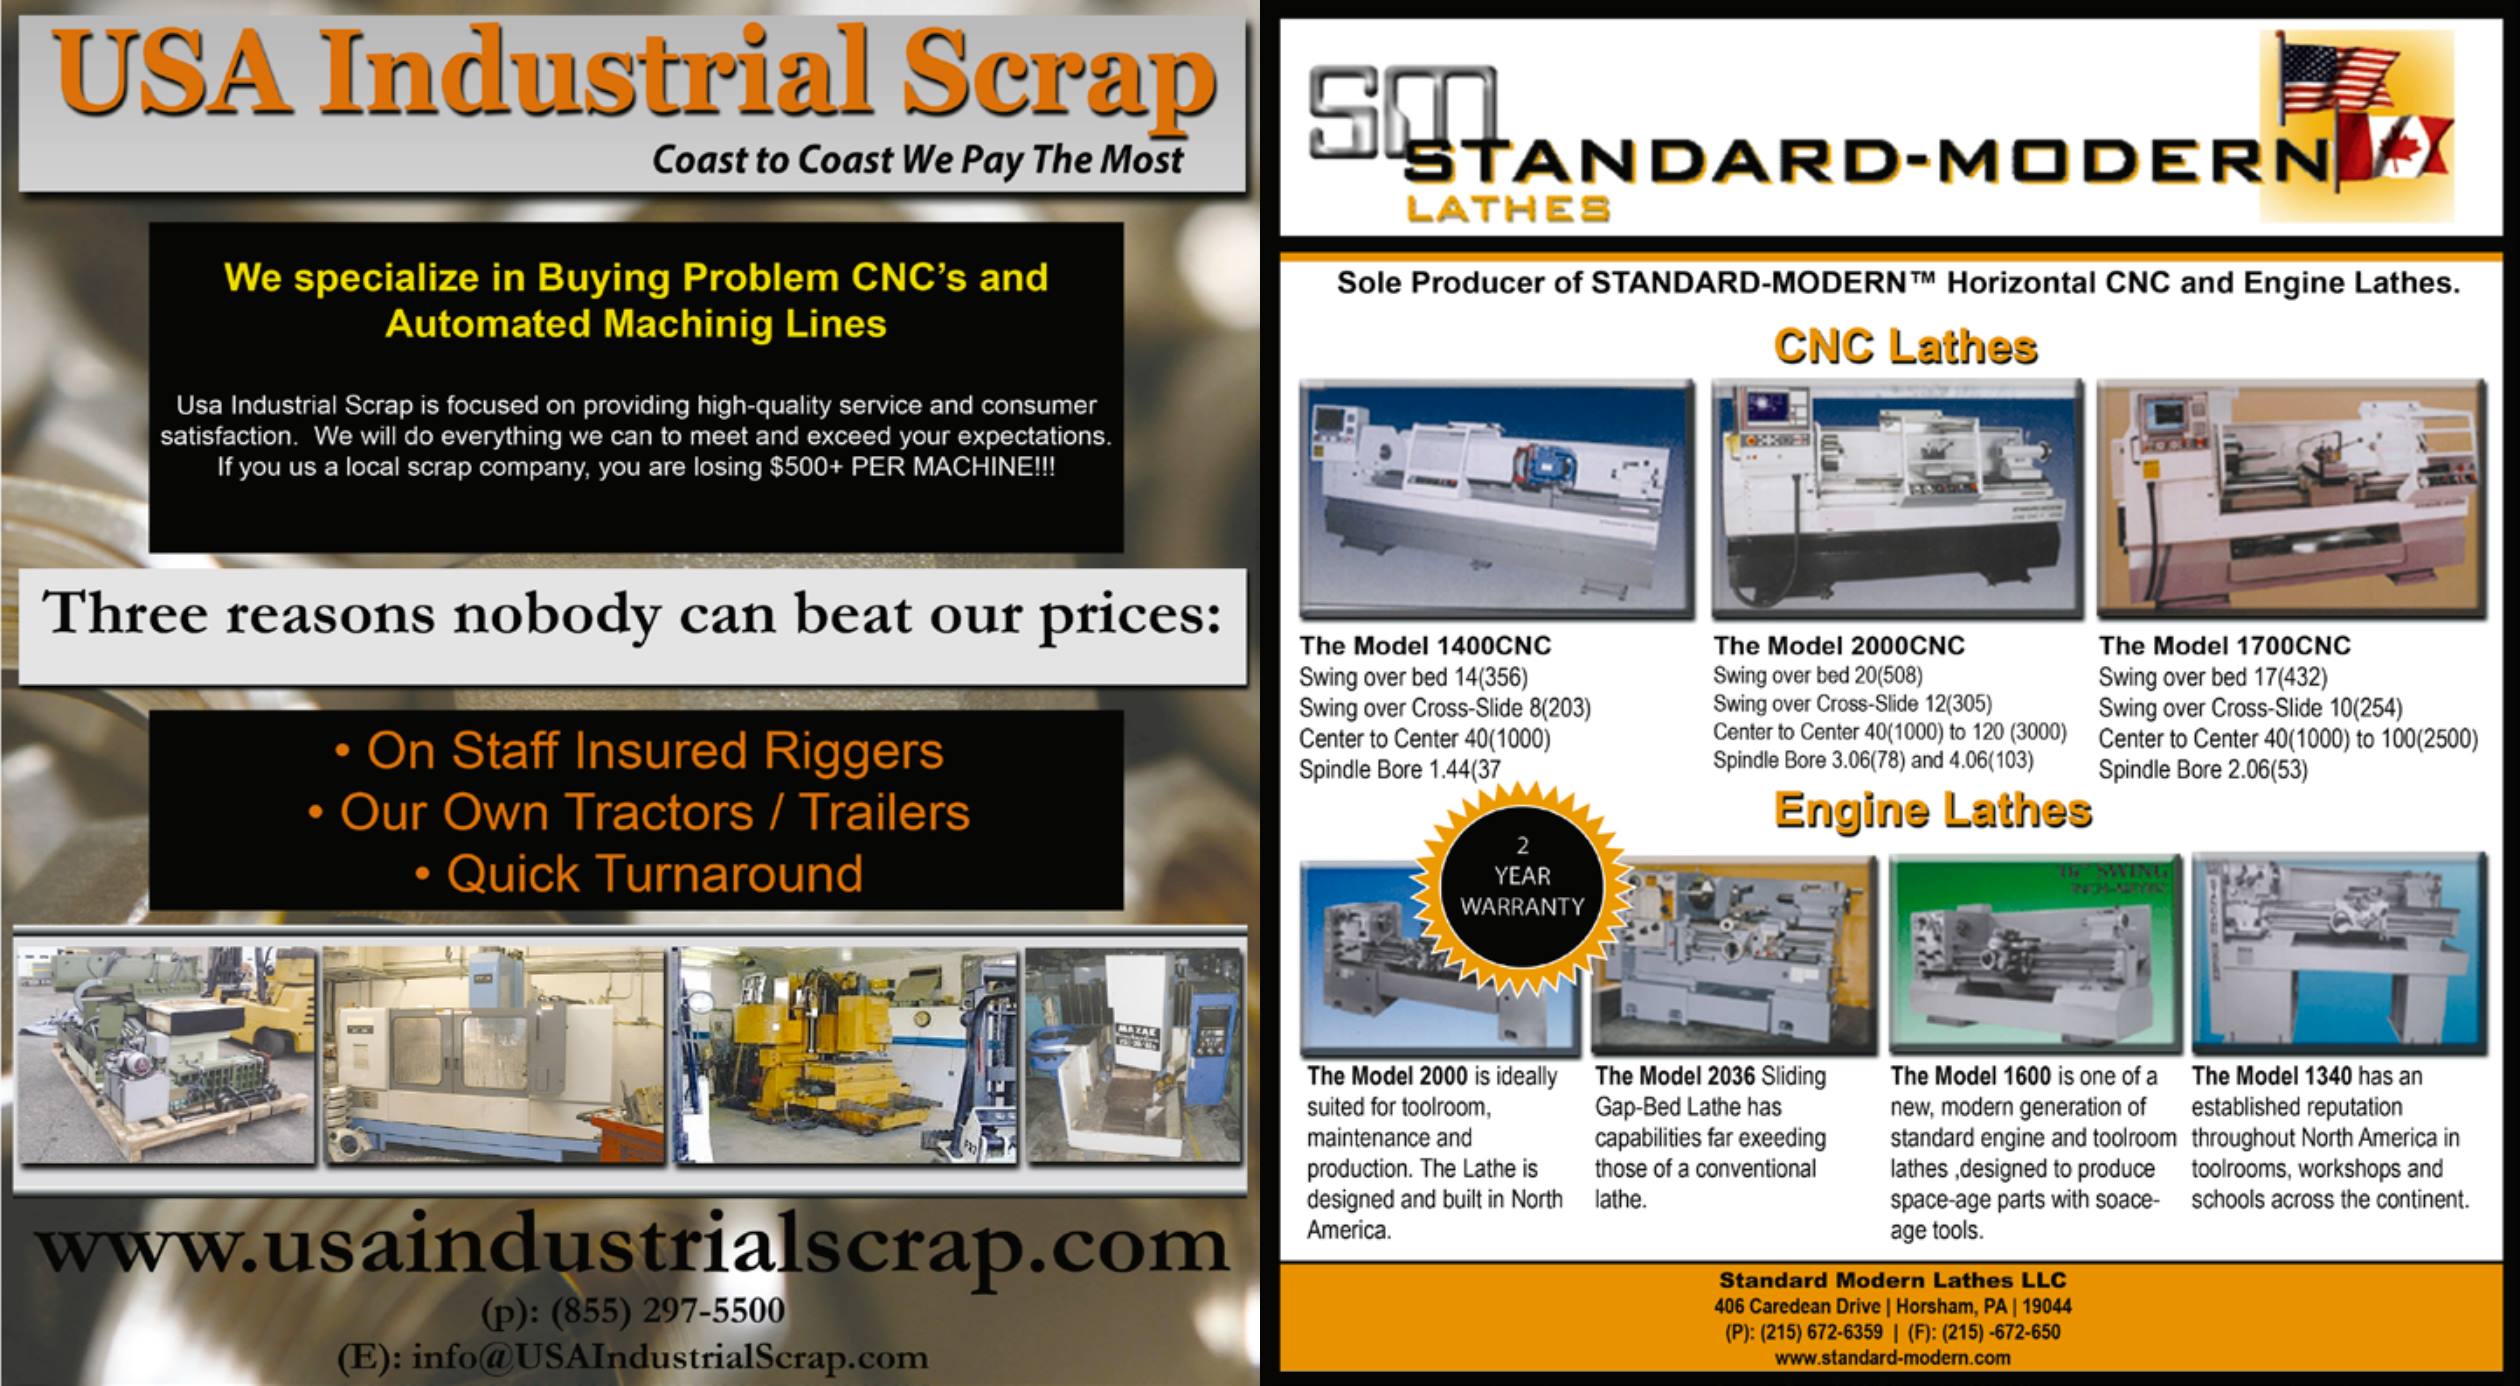 USA Industrial Scrap
Coast to Coast We Pay The Most
We specialize in Buying Problem CNC's and
Automated Machinig Lines
Usa Industrial Scrap is focused on providing high-quality service and consumer
satisfaction. We will do everything we can to meet and exceed your expectations.
If you us a local scrap company, you are losing $500+ PER MACHINE!!!
Three reasons nobody can beat our prices:
• On Staff Insured Riggers
• Our Own Tractors / Trailers
• Quick Turnaround
MAZAK
www.usaindustrialscrap.com
(p): (855) 297-5500
(E): info@USAIndustrialScrap.com
SM
STANDARD-MODERN
LATHES
Sole Producer of STANDARD-MODERN™ Horizontal CNC and Engine Lathes.
CNC Lathes
The Model 1400CNC
Swing over bed 14(356)
Swing over Cross-Slide 8(203)
Center to Center 40(1000)
Spindle Bore 1.44(37
The Model 2000CNC
Swing over bed 20(508)
Swing over Cross-Slide 12(305)
Center to Center 40(1000) to 120 (3000)
Spindle Bore 3.06(78) and 4.06(103)
The Model 1700CNC
Swing over bed 17(432)
Swing over Cross-Slide 10(254)
Center to Center 40(1000) to 100(2500)
Spindle Bore 2.06(53)
Engine Lathes
2
YEAR
WARRANTY
SWING
The Model 2000 is ideally
suited for toolroom,
maintenance and
production. The Lathe is
designed and built in North
America.
The Model 2036 Sliding
Gap-Bed Lathe has
capabilities far exeeding
those of a conventional
lathe.
The Model 1600 is one of a
new, modern generation of
standard engine and toolroom
lathes ,designed to produce
space-age parts with soace-
age tools.
The Model 1340 has an
established reputation
throughout North America in
toolrooms, workshops and
schools across the continent.
Standard Modern Lathes LLC
406 Caredean Drive | Horsham, PA | 19044
(P): (215) 672-6359 | (F): (215) -672-650
www.standard-modern.com